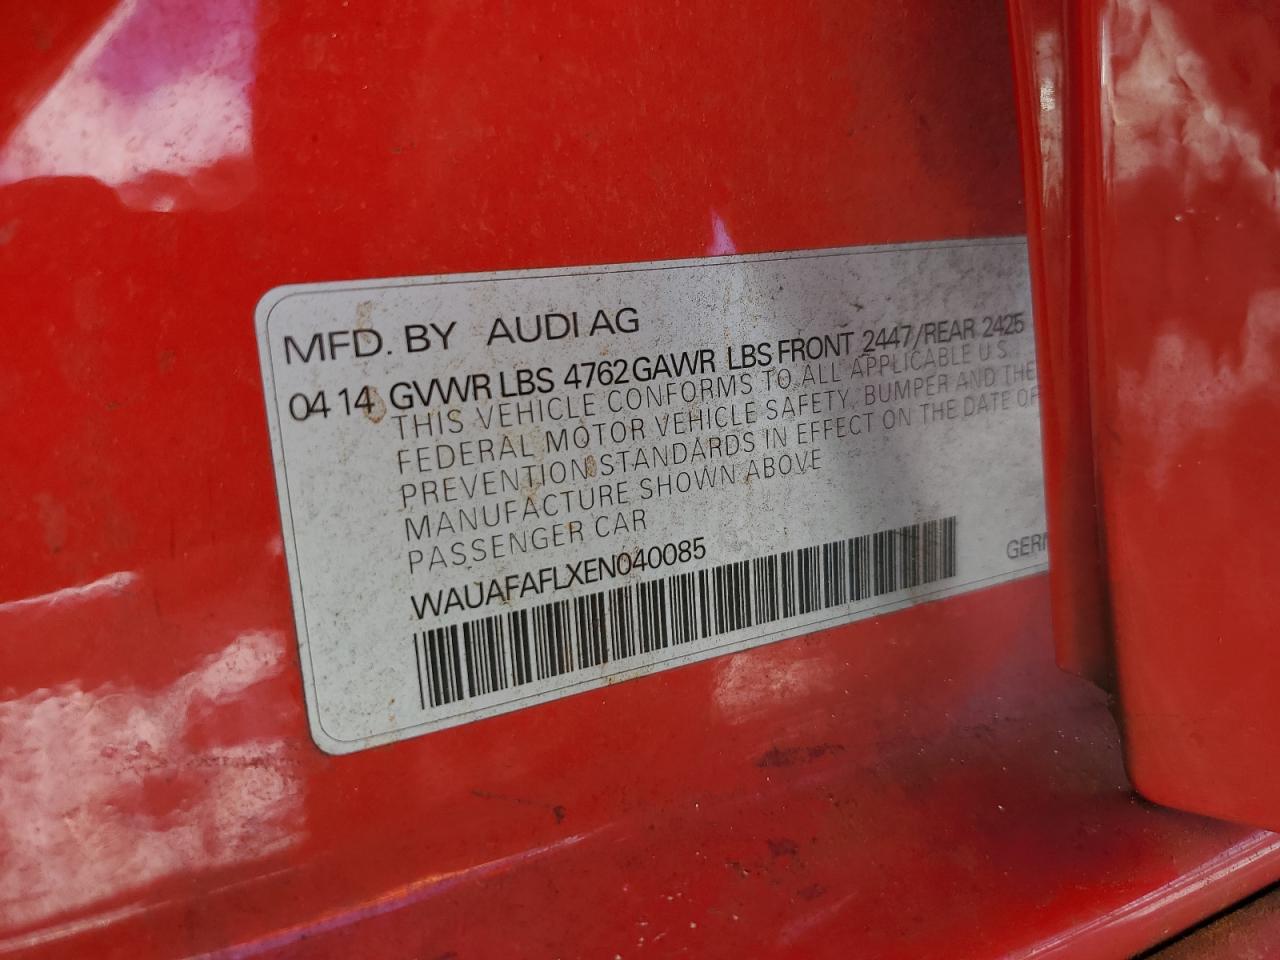 MFD. BY AUDI AG
04 14 GVWR LBS 4762 GAWR LBS FRONT 2447/REAR 2425
THIS VEHICLE CONFORMS TO ALL APPLICABLE U.S.
FEDERAL MOTOR VEHICLE SAFETY, BUMPER AND THE
PREVENTION STANDARDS IN EFFECT ON THE DATE OF
MANUFACTURE SHOWN ABOVE
PASSENGER CAR
WAUAFAFLXEN040085